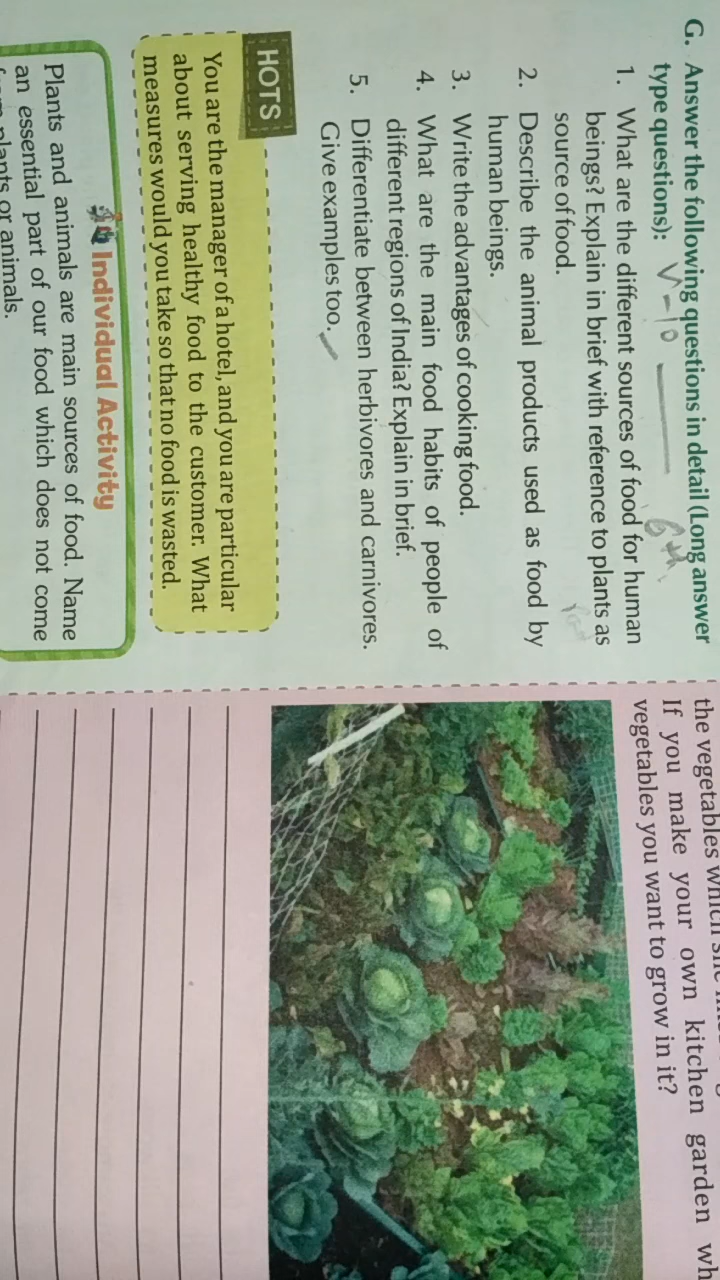 G. Answer the following questions in detail (Long answer
type questions):
V-10
6th
1. What are the different sources of food for human
beings? Explain in brief with reference to plants as
source of food.
2. Describe the animal products used as food by
human beings.
3. Write the advantages of cooking food.
4. What are the main food habits of people of
different regions of India? Explain in brief.
5. Differentiate between herbivores and carnivores.
Give examples too.
HOTS
You are the manager of a hotel, and you are particular
about serving healthy food to the customer. What
measures would you take so that no food is wasted.
Individual Activity
Plants and animals are main sources of food. Name
an essential part of our food which does not come
plants or animals.
the vegetables which she
If you make your own kitchen garden
vegetables you want to grow in it?